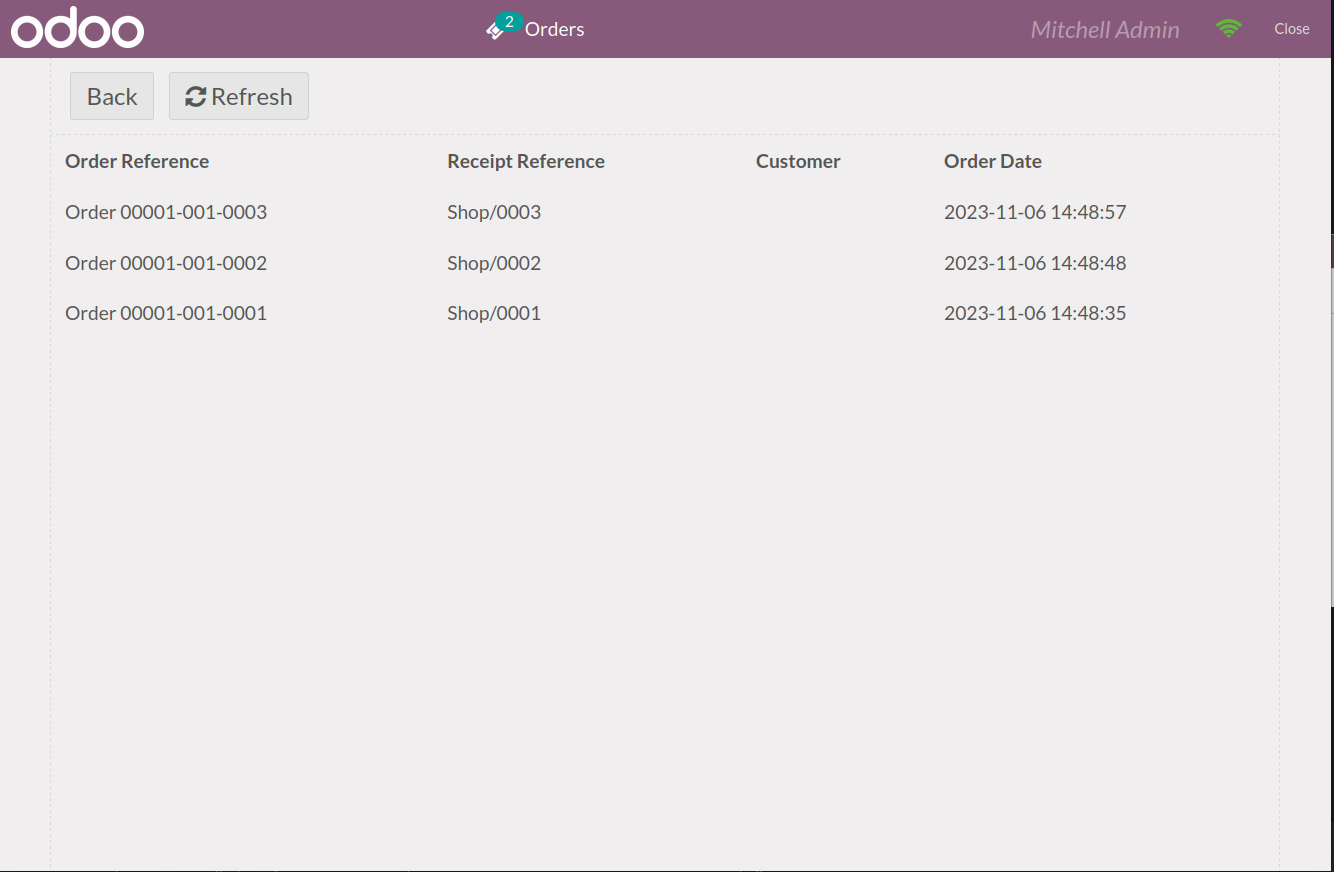 odoo 2 Orders Mitchell Admin Close
Back Refresh
Order Reference Receipt Reference Customer Order Date
Order 00001-001-0003 Shop/0003 2023-11-06 14:48:57
Order 00001-001-0002 Shop/0002 2023-11-06 14:48:48
Order 00001-001-0001 Shop/0001 2023-11-06 14:48:35